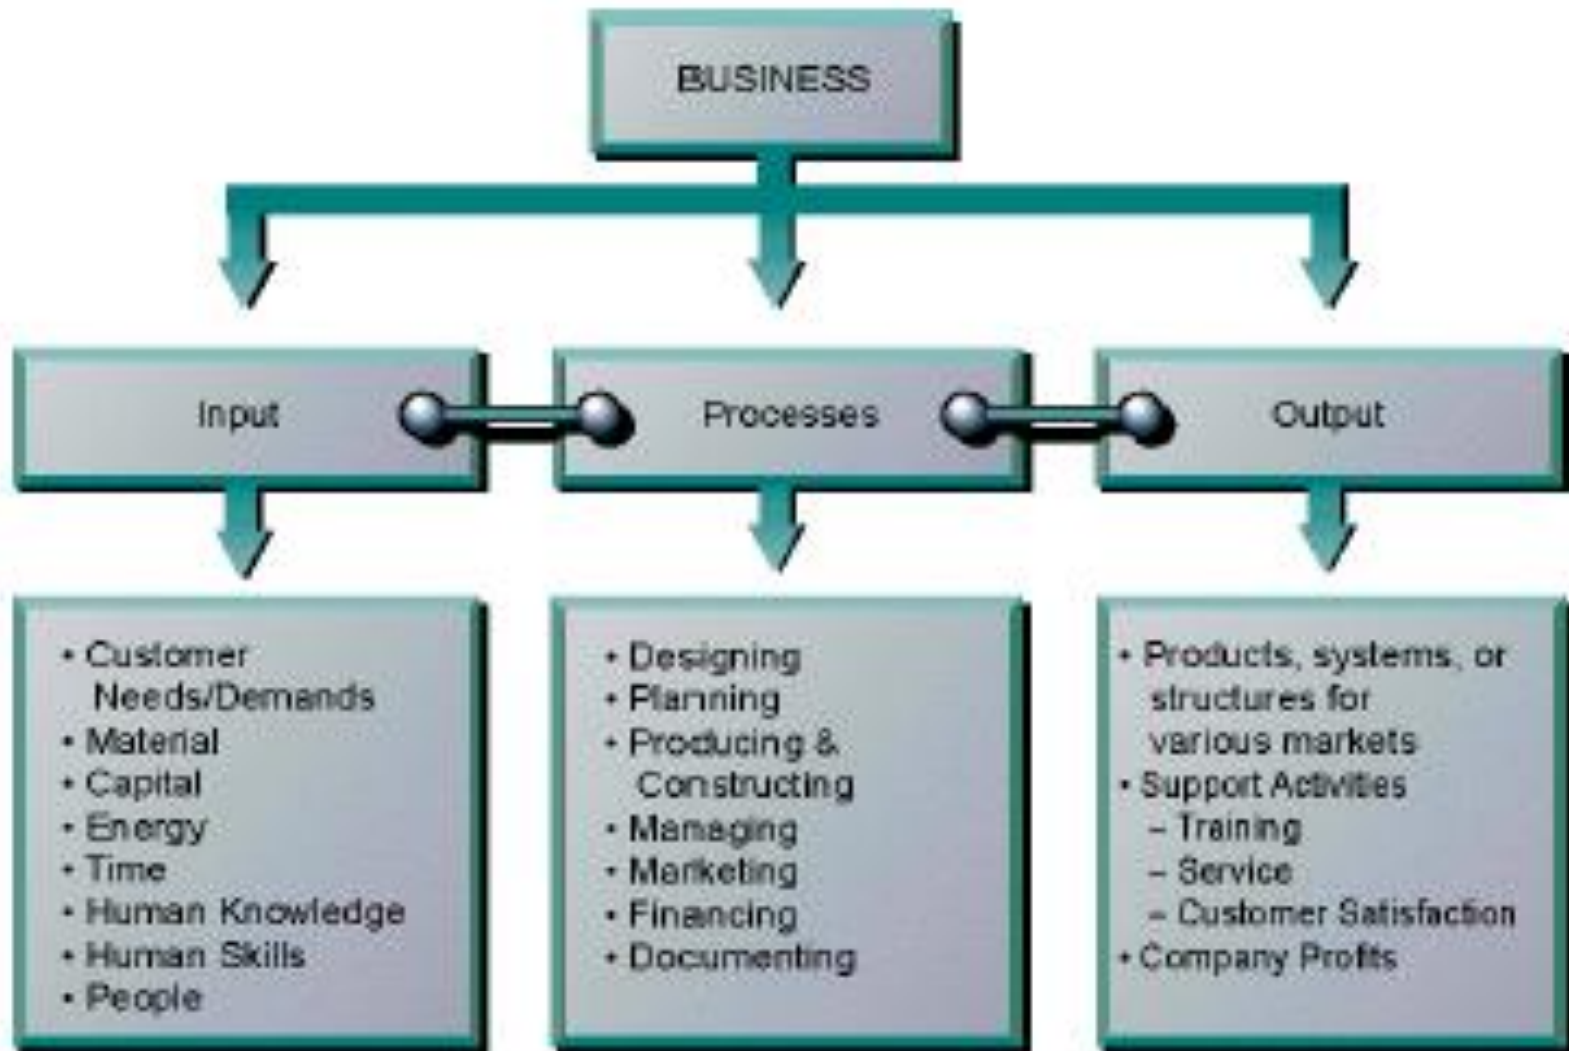 BUSINESS
Input
Processes
Output
• Customer
Needs/Demands
• Material
• Capital
• Energy
• Time
• Human Knowledge
• Human Skills
• People
• Designing
• Planning
• Producing &
Constructing
• Managing
• Marketing
• Financing
• Documenting
• Products, systems, or
structures for
various markets
• Support Activities
– Training
– Service
– Customer Satisfaction
• Company Profits